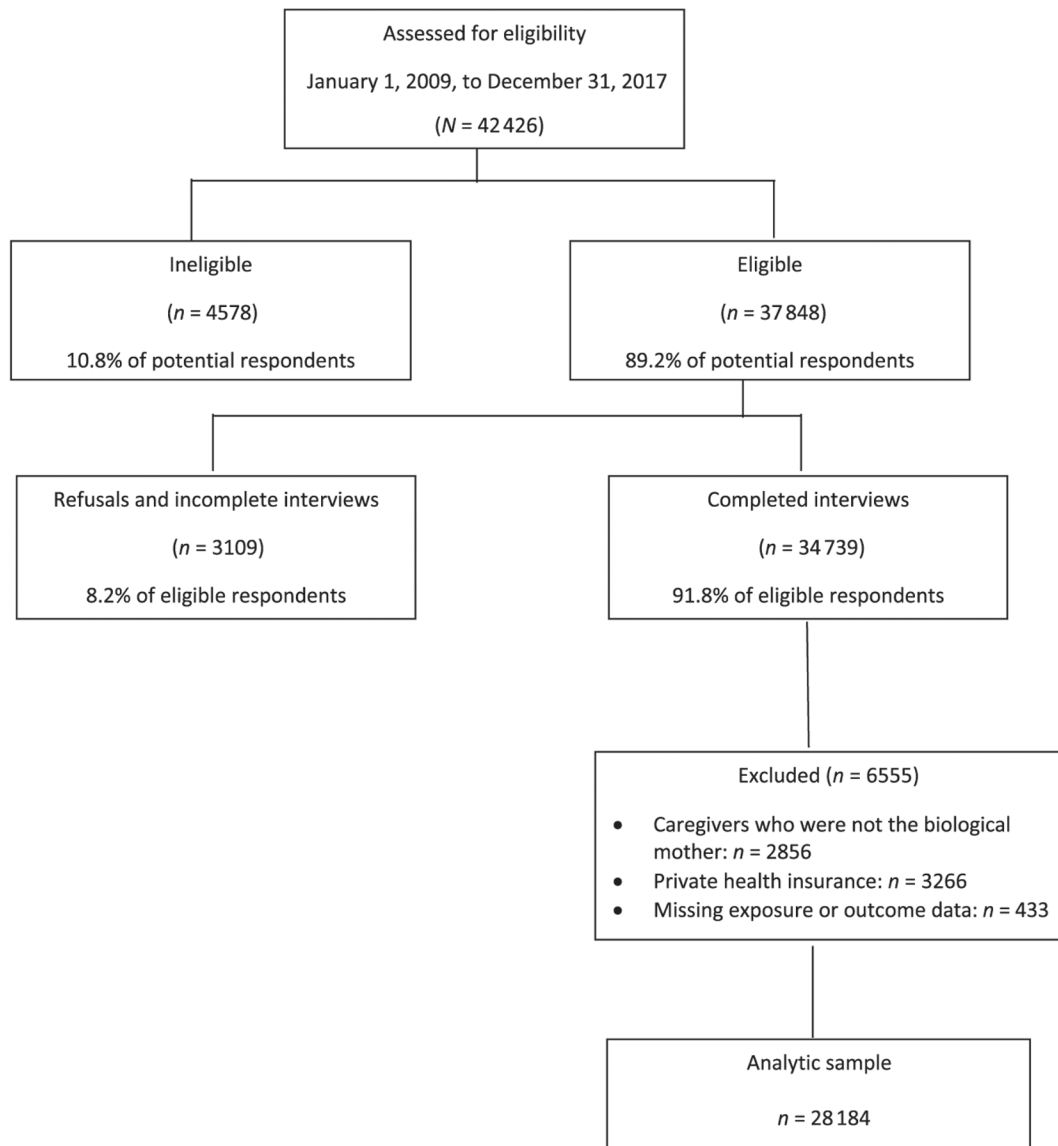 Assessed for eligibility
January 1, 2009, to December 31, 2017
(N = 42 426)
Ineligible
(n = 4578)
10.8% of potential respondents
Eligible
(n = 37 848)
89.2% of potential respondents
Refusals and incomplete interviews
(n = 3109)
8.2% of eligible respondents
Completed interviews
(n = 34 739)
91.8% of eligible respondents
Excluded (n = 6555)
• Caregivers who were not the biological
mother: n = 2856
• Private health insurance: n = 3266
• Missing exposure or outcome data: n = 433
Analytic sample
n = 28 184